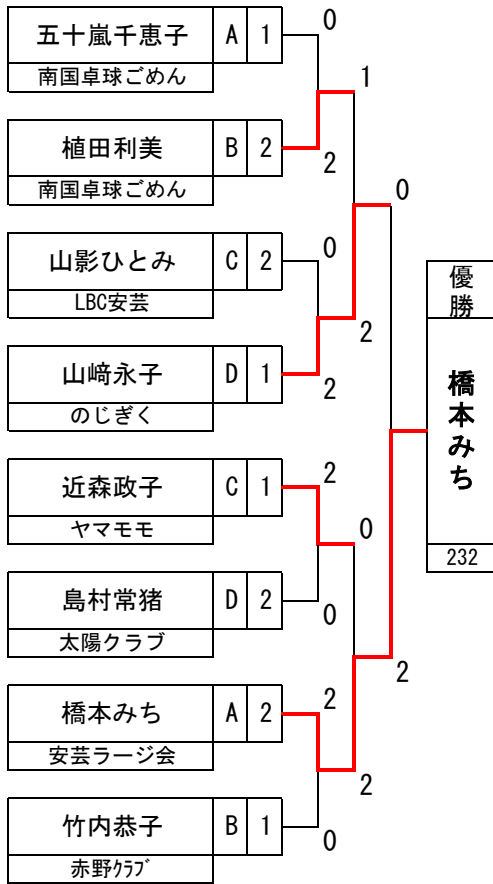 五十嵐千恵子 A 1
南国卓球ごめん
0
1
植田利美 B 2
南国卓球ごめん
2
0
山影ひとみ C 2
LBC安芸
0
2
山﨑永子 D 1
のじぎく
2
近森政子 C 1
ヤマモモ
2
0
島村常猪 D 2
太陽クラブ
0
2
橋本みち A 2
安芸ラージ会
2
2
竹内恭子 B 1
赤野ｸﾗﾌﾞ
0
優勝
橋本みち
232